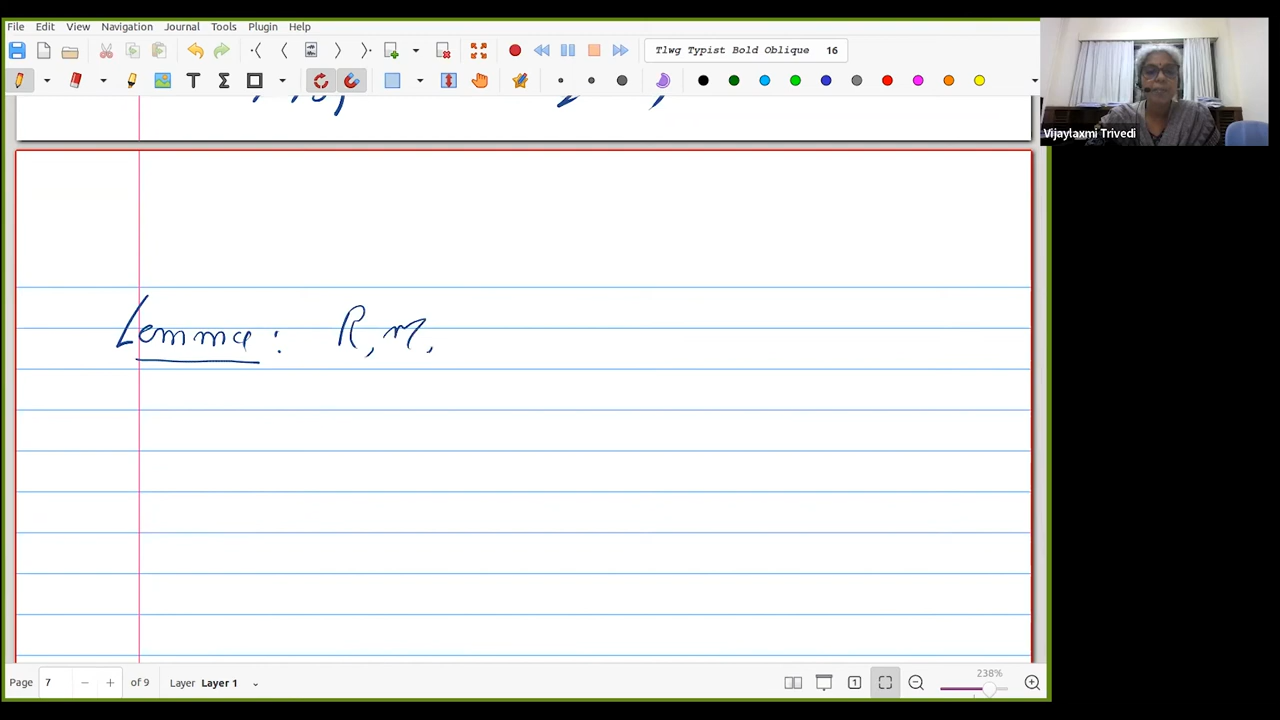 File Edit View Navigation Journal Tools Plugin Help
Tlwg Typist Bold Oblique 16
Vijaylaxmi Trivedi
Lemma : R, m,
Page 7 of 9 Layer Layer 1 238%